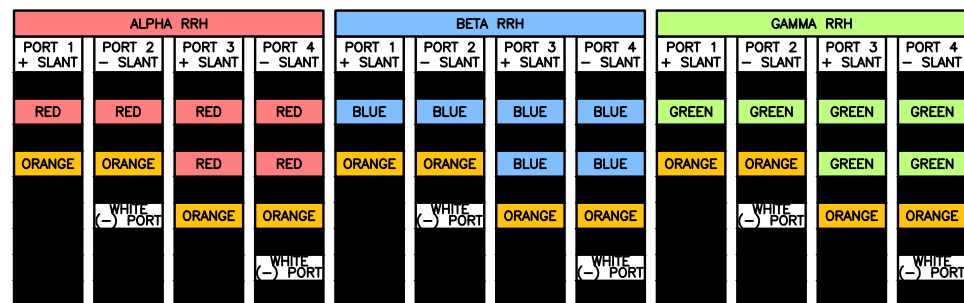 ALPHA RRH BETA RRH GAMMA RRH
PORT 1 PORT 2 PORT 3 PORT 4 PORT 1 PORT 2 PORT 3 PORT 4 PORT 1 PORT 2 PORT 3 PORT 4
+ SLANT - SLANT + SLANT - SLANT + SLANT - SLANT + SLANT - SLANT + SLANT - SLANT + SLANT - SLANT
RED RED RED RED BLUE BLUE BLUE BLUE GREEN GREEN GREEN GREEN
ORANGE ORANGE RED RED ORANGE ORANGE BLUE BLUE ORANGE ORANGE GREEN GREEN
WHITE WHITE WHITE
(-) PORT ORANGE ORANGE (-) PORT ORANGE ORANGE (-) PORT ORANGE ORANGE
WHITE WHITE WHITE
(-) PORT (-) PORT (-) PORT